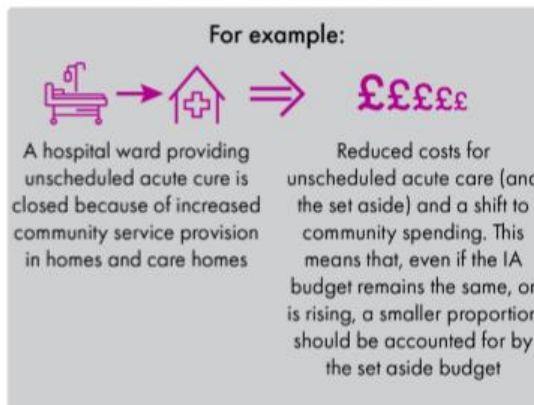 For example:
£££££
A hospital ward providing
unscheduled acute cure is
closed because of increased
community service provision
in homes and care homes
Reduced costs for
unscheduled acute care (and
the set aside) and a shift to
community spending. This
means that, even if the IA
budget remains the same, or
is rising, a smaller proportion
should be accounted for by
the set aside budget